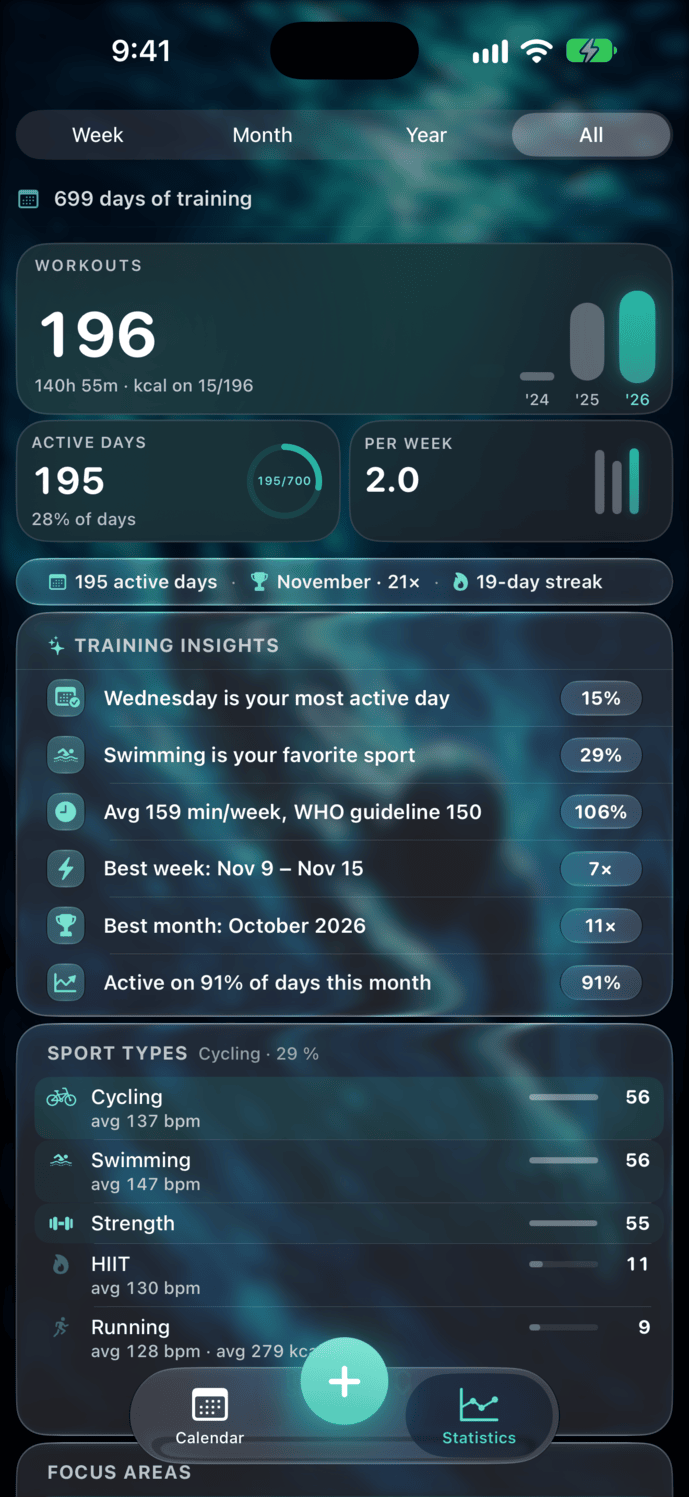 9:41
Week Month Year All
699 days of training
WORKOUTS
196
140h 55m · kcal on 15/196
'24 '25 '26
ACTIVE DAYS
195
28% of days
195/700
PER WEEK
2.0
195 active days · November · 21× · 19-day streak
TRAINING INSIGHTS
Wednesday is your most active day 15%
Swimming is your favorite sport 29%
Avg 159 min/week, WHO guideline 150 106%
Best week: Nov 9 – Nov 15 7×
Best month: October 2026 11×
Active on 91% of days this month 91%
SPORT TYPES Cycling · 29 %
Cycling 56
avg 137 bpm
Swimming 56
avg 147 bpm
Strength 55
HIIT 11
avg 130 bpm
Running 9
avg 128 bpm · avg 279 kc
Calendar Statistics
FOCUS AREAS